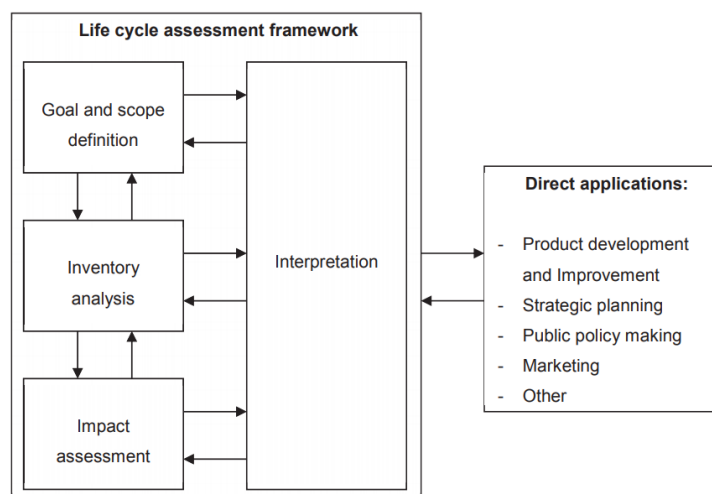 Life cycle assessment framework
Goal and scope
definition
Inventory
analysis
Impact
assessment
Interpretation
Direct applications:
- Product development
and Improvement
- Strategic planning
- Public policy making
- Marketing
- Other